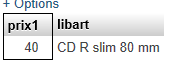 + Options
prix1 libart
40 CD R slim 80 mm